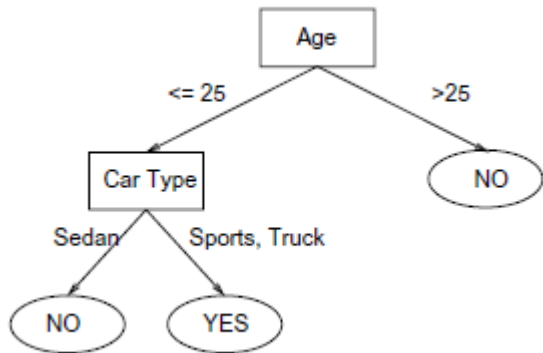 Age
<= 25
>25
Car Type
NO
Sedan
Sports, Truck
NO
YES